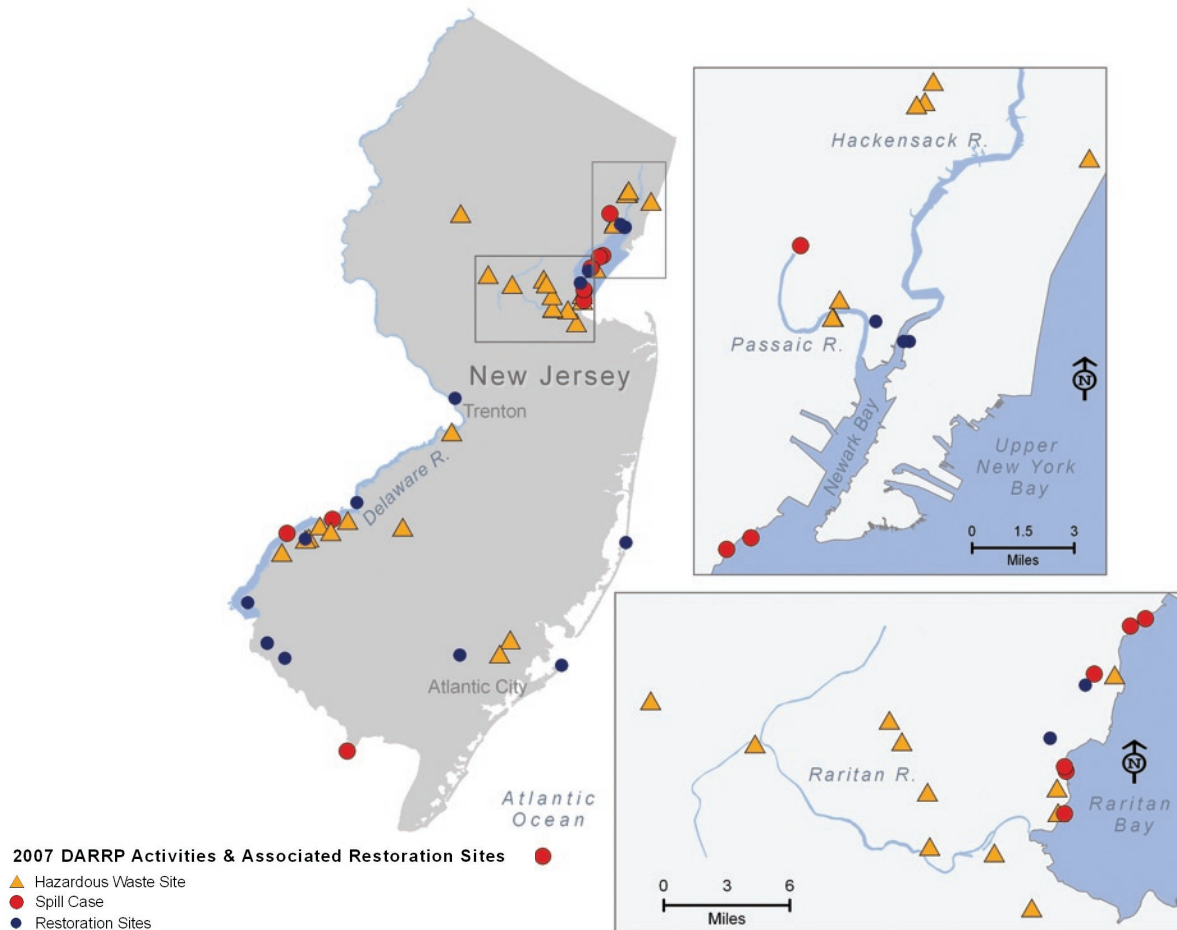 New Jersey
Trenton
Delaware R.
Atlantic City
Atlantic
Ocean
2007 DARRP Activities & Associated Restoration Sites
Hazardous Waste Site
Spill Case
Restoration Sites
Hackensack R.
Passaic R.
Newark Bay
Upper
New York
Bay
N
0 1.5 3
Miles
Raritan R.
N
Raritan
Bay
0 3 6
Miles